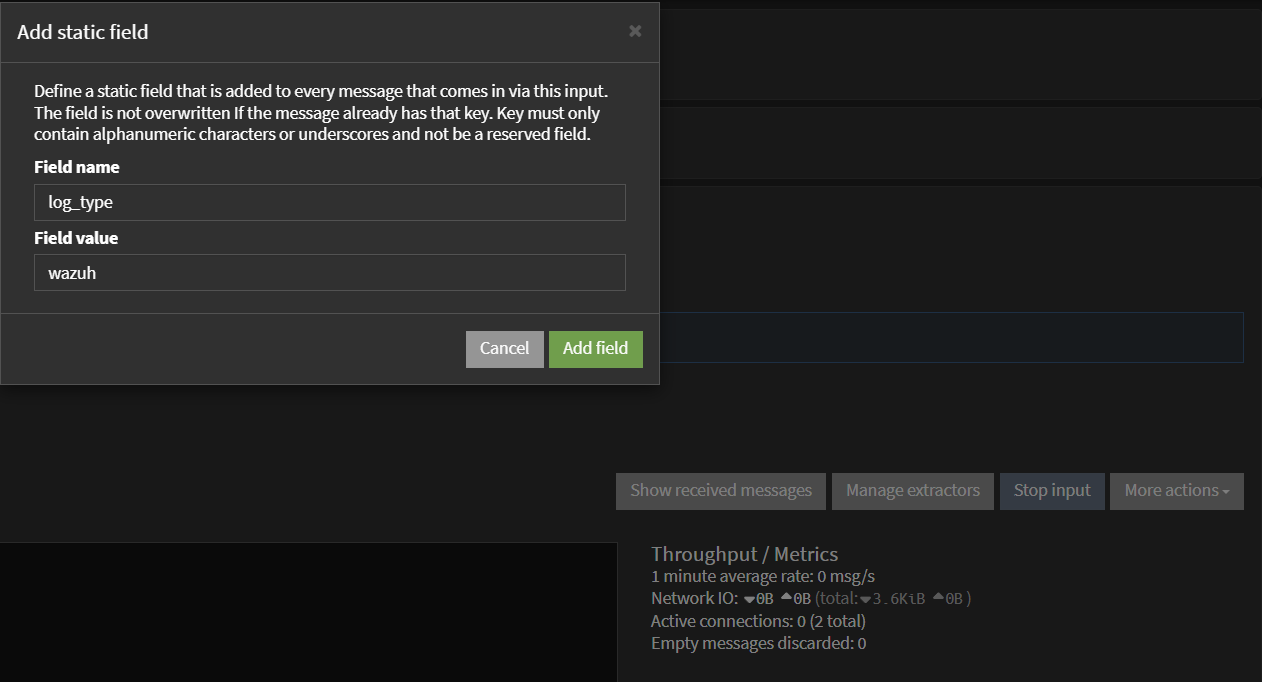 Add static field
×
Define a static field that is added to every message that comes in via this input.
The field is not overwritten If the message already has that key. Key must only
contain alphanumeric characters or underscores and not be a reserved field.
Field name
log_type
Field value
wazuh
Cancel Add field
Show received messages Manage extractors Stop input More actions
Throughput / Metrics
1 minute average rate: 0 msg/s
Network IO: 0B 0B (total: 3.6KiB 0B )
Active connections: 0 (2 total)
Empty messages discarded: 0